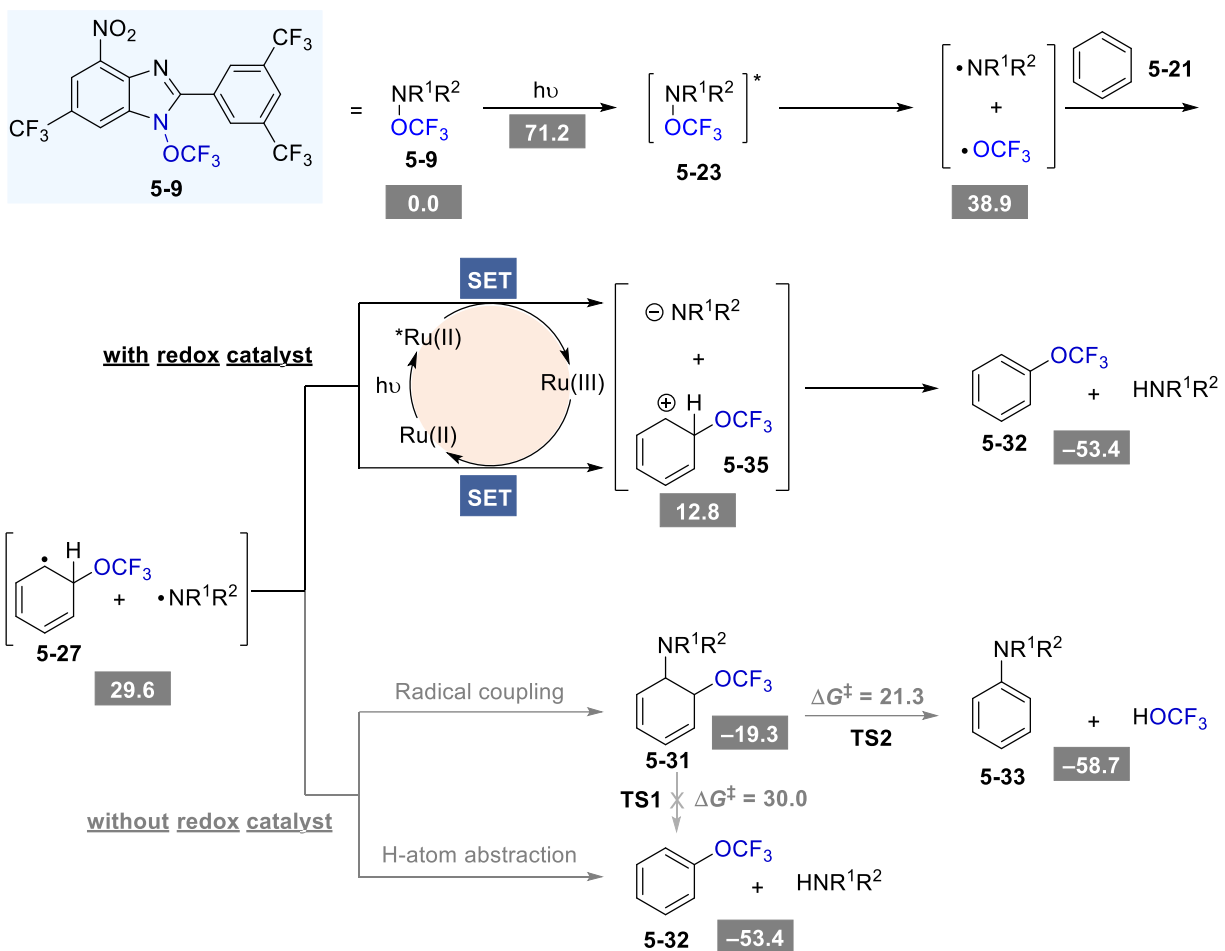 NO₂
CF₃
N
N
CF₃
OCF₃
CF₃
5-9
=
NR¹R²
OCF₃
5-9
0.0
hυ
71.2
NR¹R²
OCF₃
*
5-23
•NR¹R²
+
•OCF₃
38.9
5-21
with redox catalyst
SET
*Ru(II)
hυ
Ru(III)
Ru(II)
SET
⊖ NR¹R²
+
⊕ H
OCF₃
5-35
12.8
OCF₃
+ HNR¹R²
5-32
–53.4
H
OCF₃
+ •NR¹R²
5-27
29.6
Radical coupling
NR¹R²
OCF₃
5-31
–19.3
ΔG‡ = 21.3
TS2
NR¹R²
+ HOCF₃
5-33
–58.7
TS1 ΔG‡ = 30.0
without redox catalyst
H-atom abstraction
OCF₃
+ HNR¹R²
5-32
–53.4